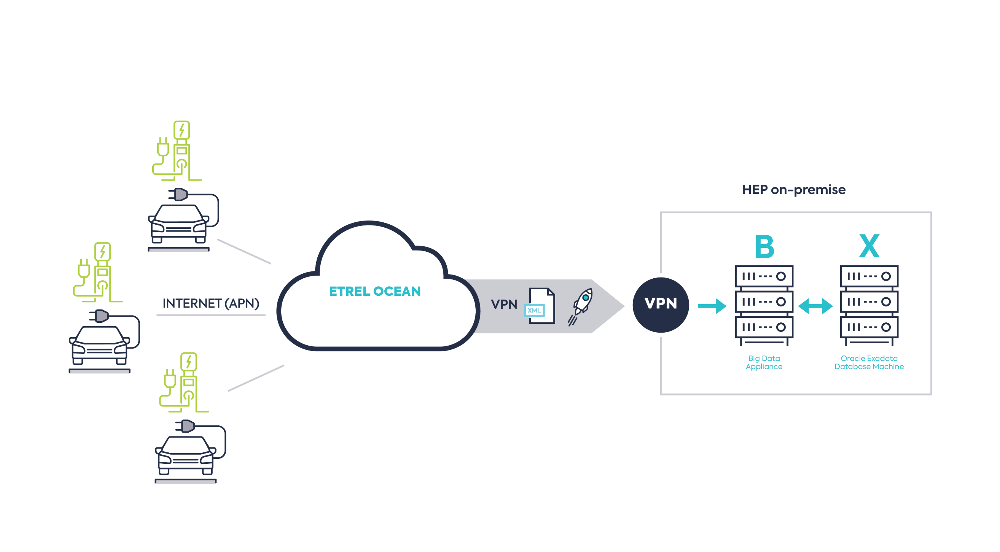 INTERNET (APN)
ETREL OCEAN
VPN
XML
VPN
HEP on-premise
B
X
Big Data
Appliance
Oracle Exadata
Database Machine